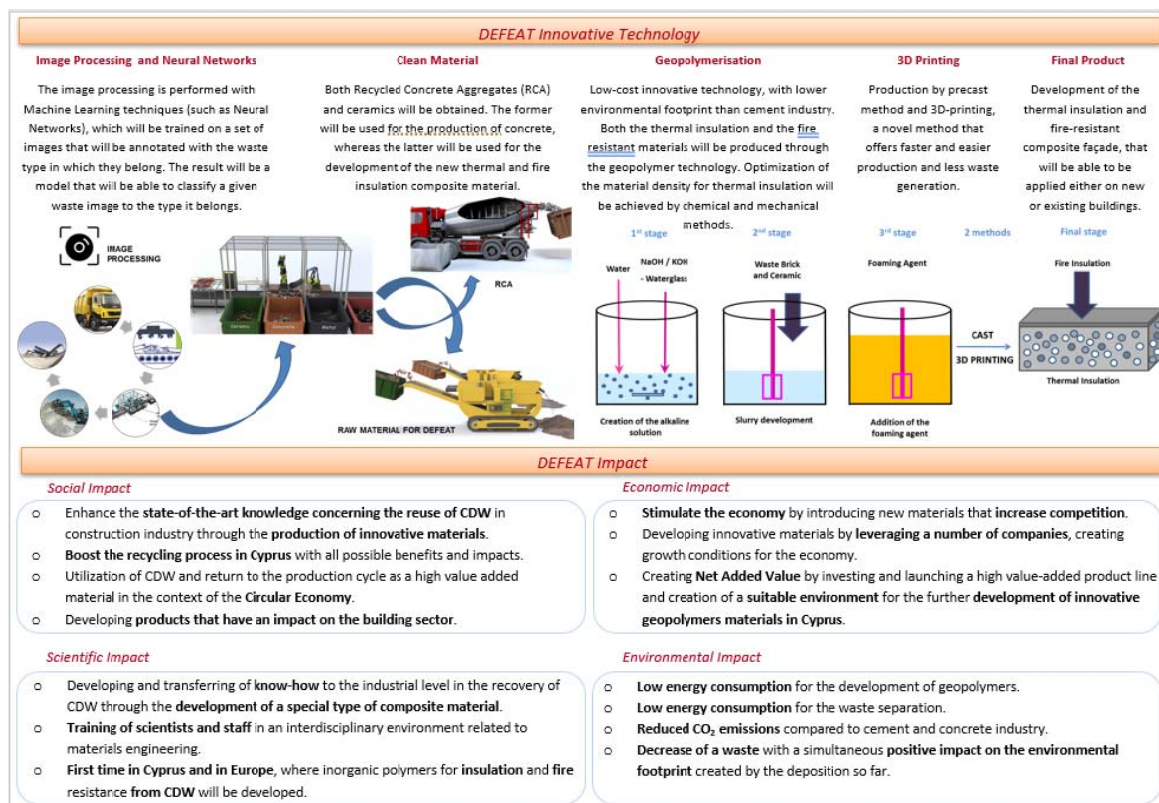 DEFEAT Innovative Technology
Image Processing and Neural Networks
The image processing is performed with
Machine Learning techniques (such as Neural
Networks), which will be trained on a set of
images that will be annotated with the waste
type in which they belong. The result will be a
model that will be able to classify a given
waste image to the type it belongs.
Clean Material
Both Recycled Concrete Aggregates (RCA)
and ceramics will be obtained. The former
will be used for the production of concrete,
whereas the latter will be used for the
development of the new thermal and fire
insulation composite material.
Geopolymerisation
Low-cost innovative technology, with lower
environmental footprint than cement industry.
Both the thermal insulation and the fire
resistant materials will be produced through
the geopolymer technology. Optimization of
the material density for thermal insulation will
be achieved by chemical and mechanical
methods.
3D Printing
Production by precast
method and 3D-printing,
a novel method that
offers faster and easier
production and less waste
generation.
Final Product
Development of the
thermal insulation and
fire-resistant
composite façade, that
will be able to be
applied either on new
or existing buildings.
IMAGE
PROCESSING
Ceramic
Concrete
Metal
RCA
RAW MATERIAL FOR DEFEAT
1st stage
Water
NaOH / KOH
- Waterglass
Creation of the alkaline
solution
2nd stage
Waste Brick
and Ceramic
Slurry development
3rd stage
Foaming Agent
Addition of the
foaming agent
2 methods
CAST
3D PRINTING
Final stage
Fire Insulation
Thermal Insulation
DEFEAT Impact
Social Impact
o Enhance the state-of-the-art knowledge concerning the reuse of CDW in
construction industry through the production of innovative materials.
o Boost the recycling process in Cyprus with all possible benefits and impacts.
o Utilization of CDW and return to the production cycle as a high value added
material in the context of the Circular Economy.
o Developing products that have an impact on the building sector.
Economic Impact
o Stimulate the economy by introducing new materials that increase competition.
o Developing innovative materials by leveraging a number of companies, creating
growth conditions for the economy.
o Creating Net Added Value by investing and launching a high value-added product line
and creation of a suitable environment for the further development of innovative
geopolymers materials in Cyprus.
Scientific Impact
o Developing and transferring of know-how to the industrial level in the recovery of
CDW through the development of a special type of composite material.
o Training of scientists and staff in an interdisciplinary environment related to
materials engineering.
o First time in Cyprus and in Europe, where inorganic polymers for insulation and fire
resistance from CDW will be developed.
Environmental Impact
o Low energy consumption for the development of geopolymers.
o Low energy consumption for the waste separation.
o Reduced CO₂ emissions compared to cement and concrete industry.
o Decrease of a waste with a simultaneous positive impact on the environmental
footprint created by the deposition so far.